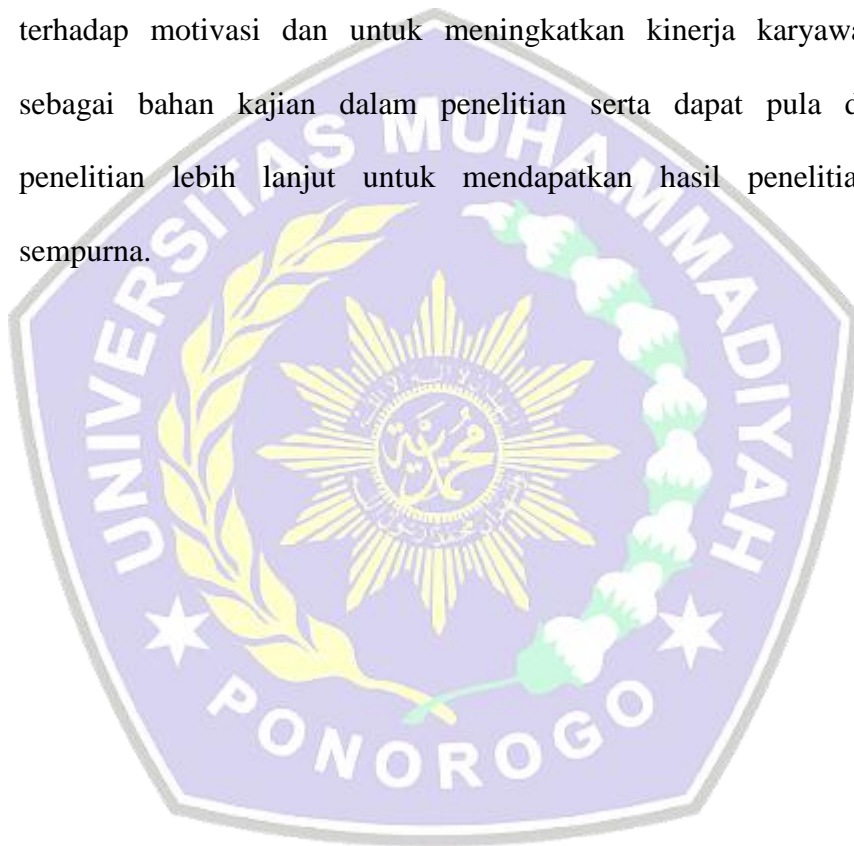 terhadap motivasi dan untuk meningkatkan kinerja karyawa
sebagai bahan kajian dalam penelitian serta dapat pula d
penelitian lebih lanjut untuk mendapatkan hasil penelitia
sempurna.
UNIVERSITAS MUHAMMADIYAH
PONOROGO
محمدية